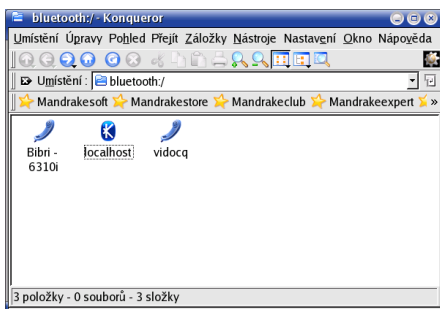 bluetooth:/ - Konqueror
Umístění Úpravy Pohled Přejít Záložky Nástroje Nastavení Okno Nápověda
Umístění: bluetooth:/
Mandrakesoft Mandrakestore Mandrakeclub Mandrakeexpert »
Bibri - 6310i
localhost
vidocq
3 položky - 0 souborů - 3 složky